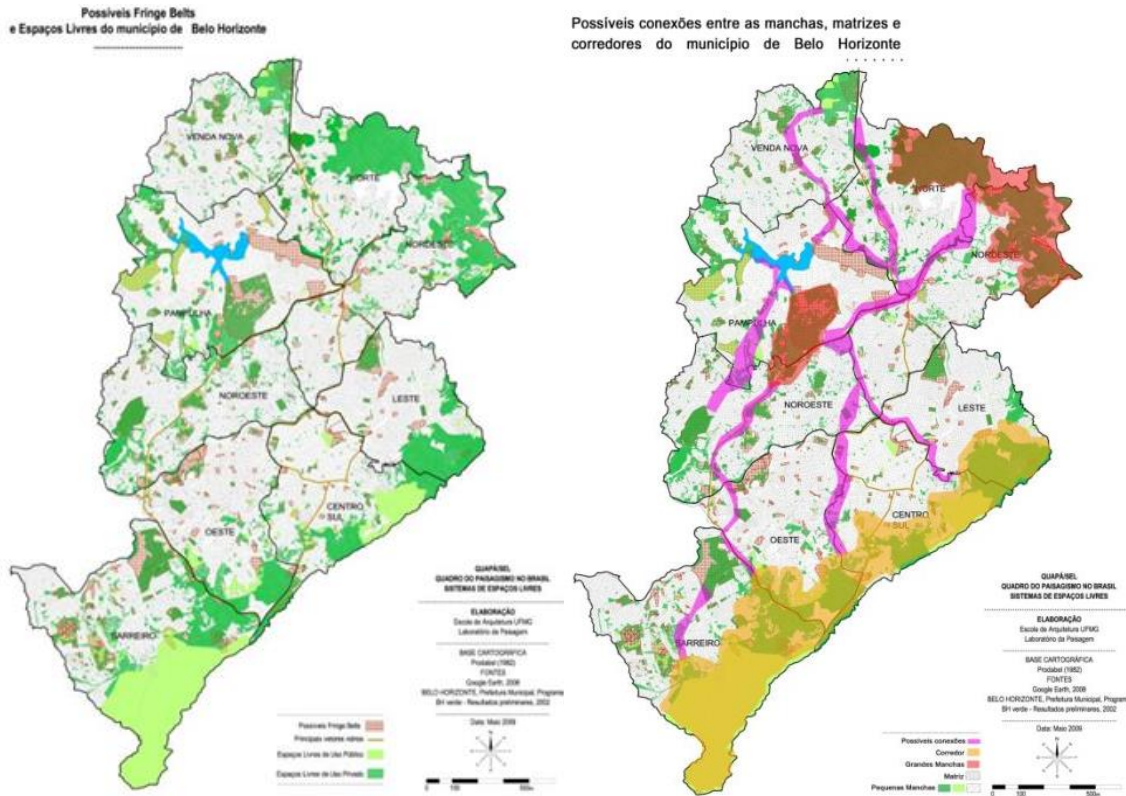 Possíveis Fringe Belts
e Espaços Livres do município de Belo Horizonte
VENDA NOVA
NORTE
NORDESTE
PAMPULHA
NOROESTE
LESTE
CENTRO
SUL
OESTE
BARREIRO
QUAPÁ/SEL
QUADRO DO PAISAGISMO NO BRASIL
SISTEMAS DE ESPAÇOS LIVRES
ELABORAÇÃO
Escola de Arquitetura UFMG
Laboratório da Paisagem
BASE CARTOGRÁFICA
Prodabel (1982)
FONTES
Google Earth, 2008
BELO HORIZONTE, Prefeitura Municipal, Programa
BH verde - Resultados preliminares, 2002
Data: Maio 2009
Possíveis Fringe Belts
Principais vetores viários
Espaços Livres de Uso Público
Espaços Livres de Uso Privado
0 100 500m
Possíveis conexões entre as manchas, matrizes e
corredores do município de Belo Horizonte
VENDA NOVA
NORTE
NORDESTE
PAMPULHA
NOROESTE
LESTE
CENTRO
SUL
OESTE
BARREIRO
QUAPÁ/SEL
QUADRO DO PAISAGISMO NO BRASIL
SISTEMAS DE ESPAÇOS LIVRES
ELABORAÇÃO
Escola de Arquitetura UFMG
Laboratório da Paisagem
BASE CARTOGRÁFICA
Prodabel (1982)
FONTES
Google Earth, 2008
BELO HORIZONTE, Prefeitura Municipal, Program
BH verde - Resultados preliminares, 2002
Data: Maio 2009
Possíveis conexões
Corredor
Grandes Manchas
Matriz
Pequenas Manchas
0 100 500m